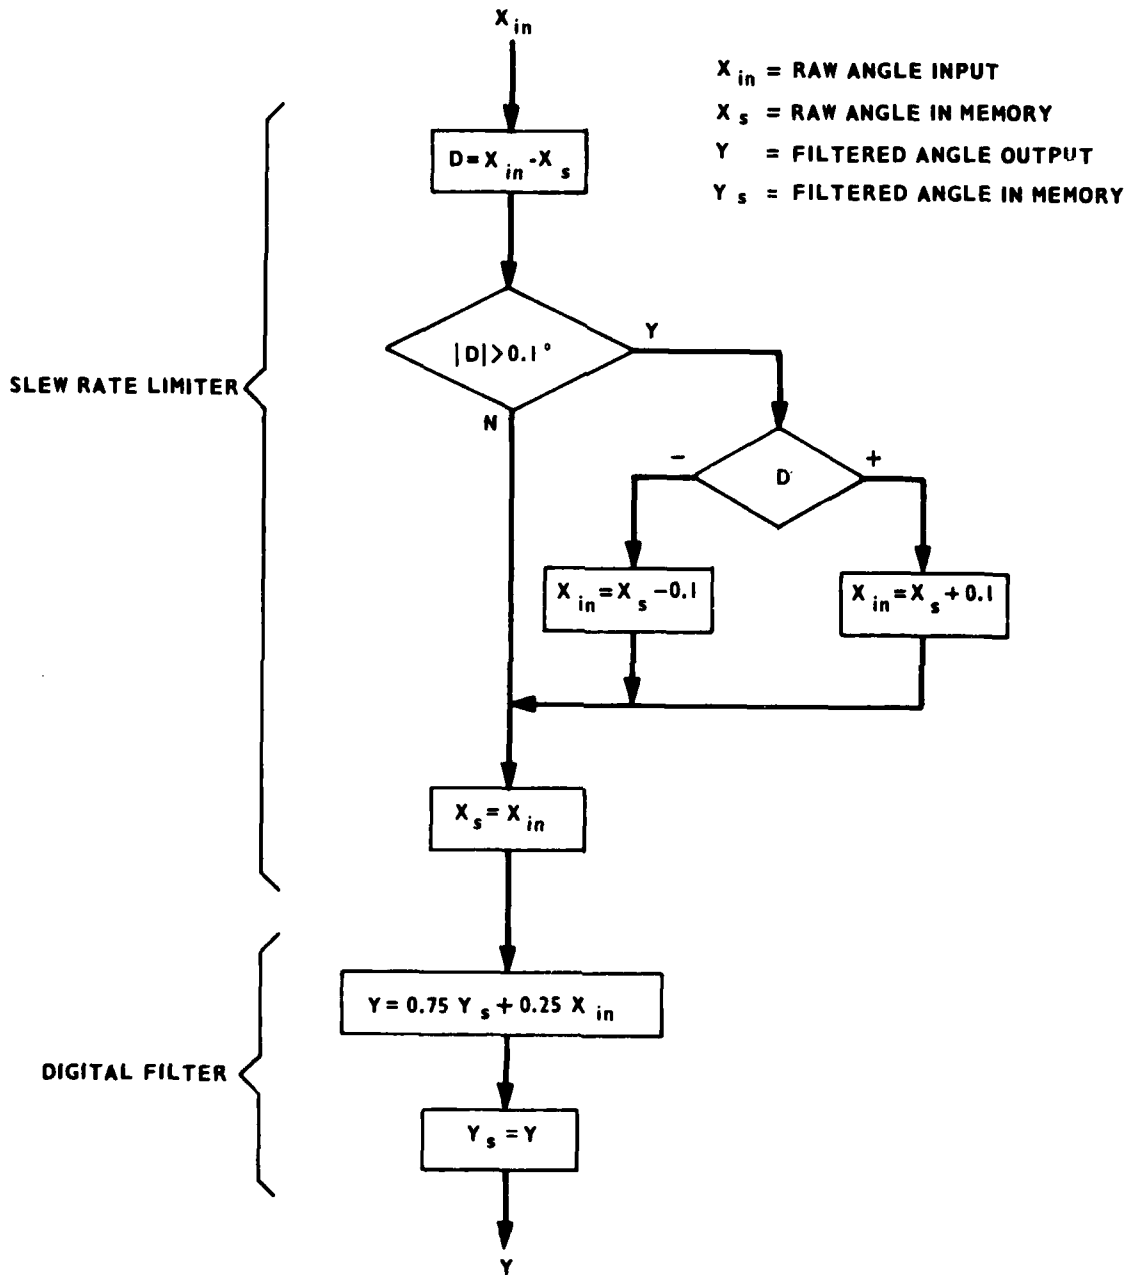 X in
X in = RAW ANGLE INPUT
X s = RAW ANGLE IN MEMORY
Y = FILTERED ANGLE OUTPUT
Y s = FILTERED ANGLE IN MEMORY
D = X in - X s
|D| > 0.1°
Y
N
SLEW RATE LIMITER
D
−
+
X in = X s − 0.1
X in = X s + 0.1
X s = X in
Y = 0.75 Y s + 0.25 X in
DIGITAL FILTER
Y s = Y
Y